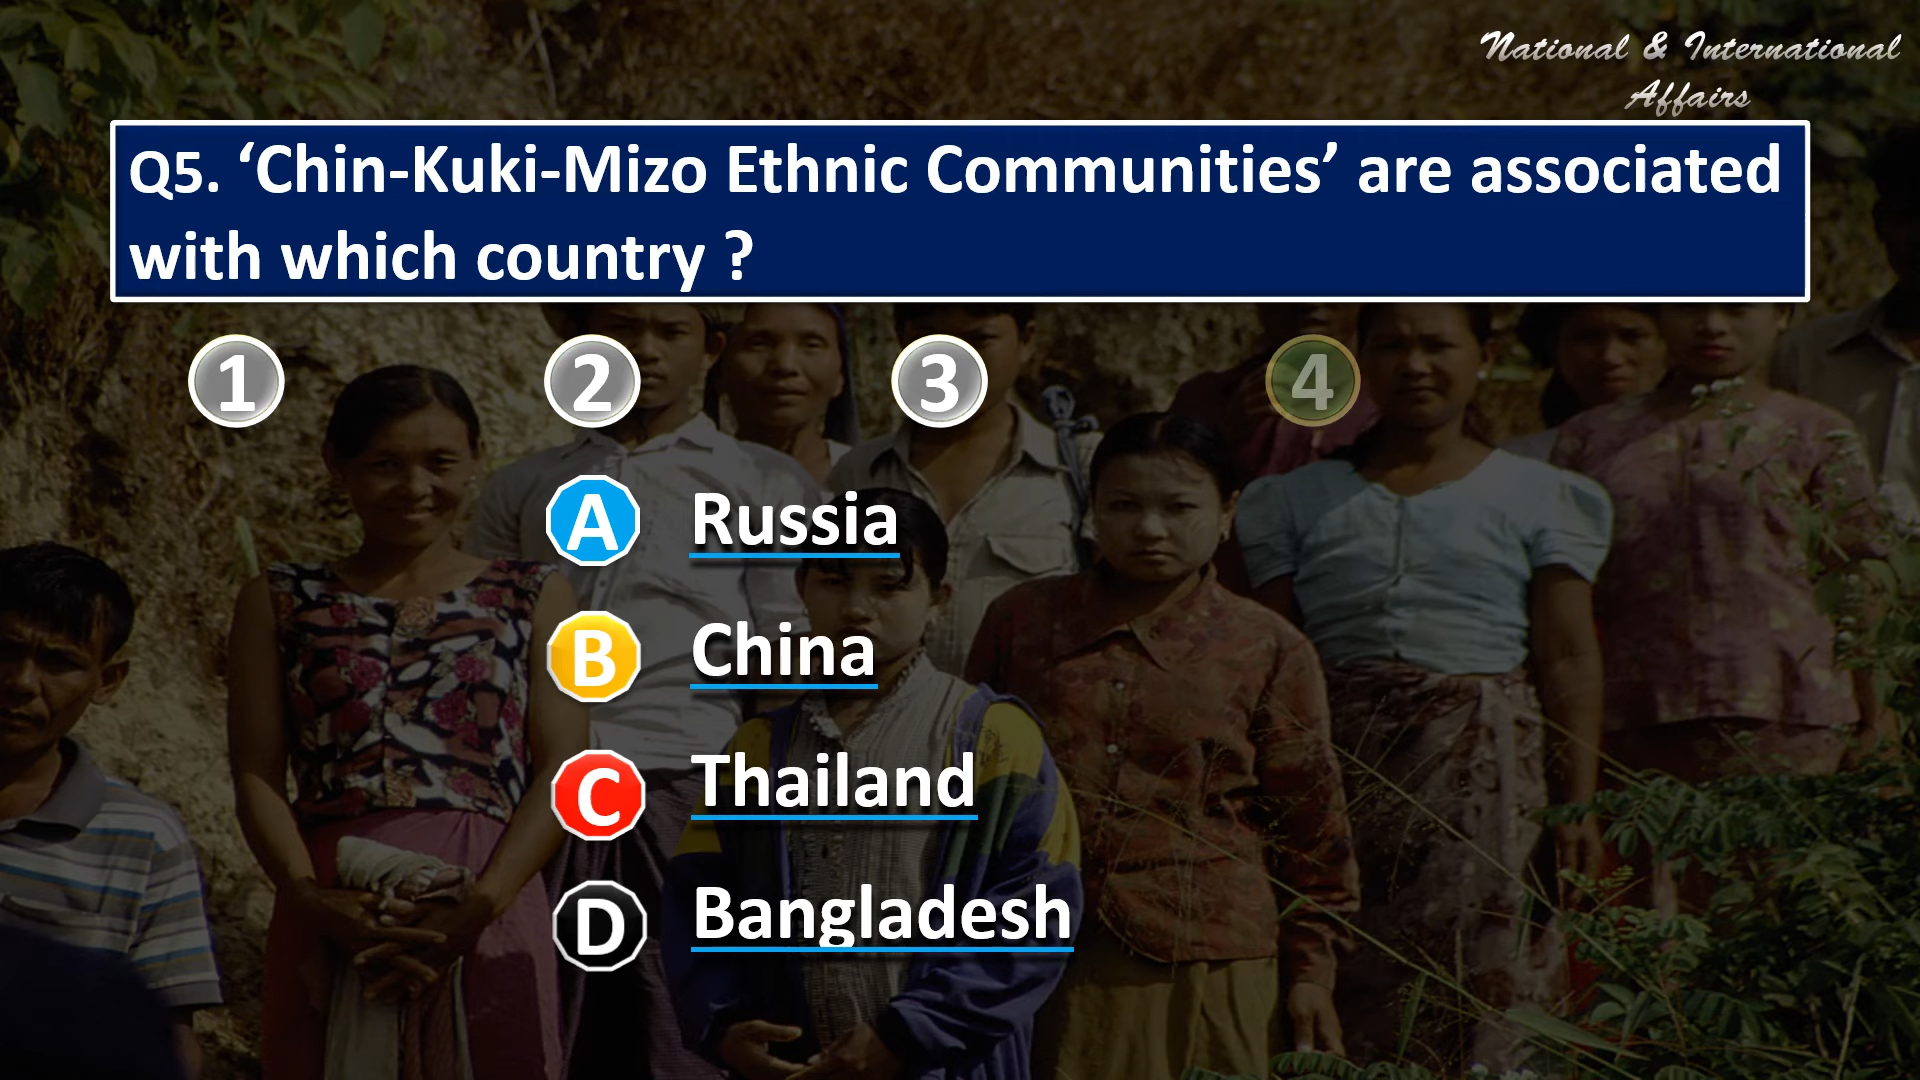 National & International
Affairs
Q5. ‘Chin-Kuki-Mizo Ethnic Communities’ are associated
with which country ?
1 2 3 4
A Russia
B China
C Thailand
D Bangladesh